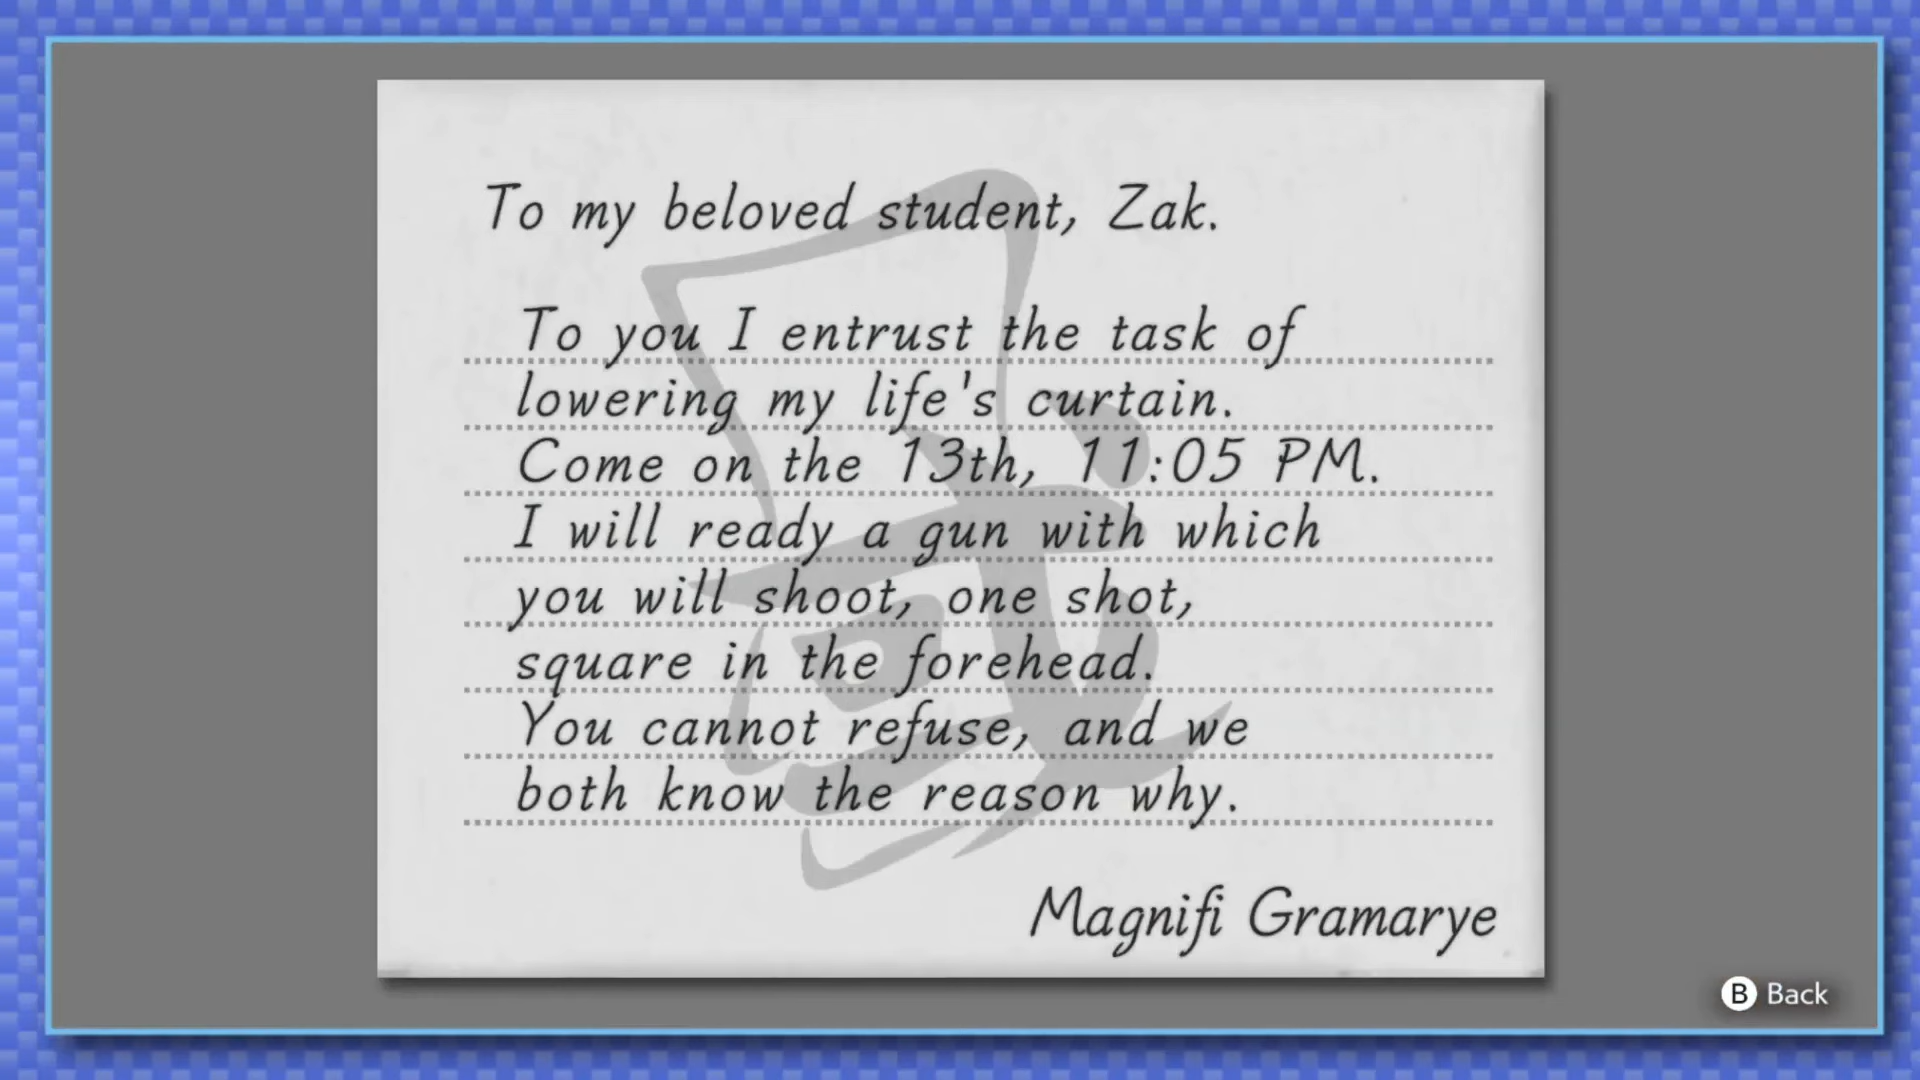 To my beloved student, Zak.
To you I entrust the task of
lowering my life's curtain.
Come on the 13th, 11:05 PM.
I will ready a gun with which
you will shoot, one shot,
square in the forehead.
You cannot refuse, and we
both know the reason why.
Magnifi Gramarye
B Back